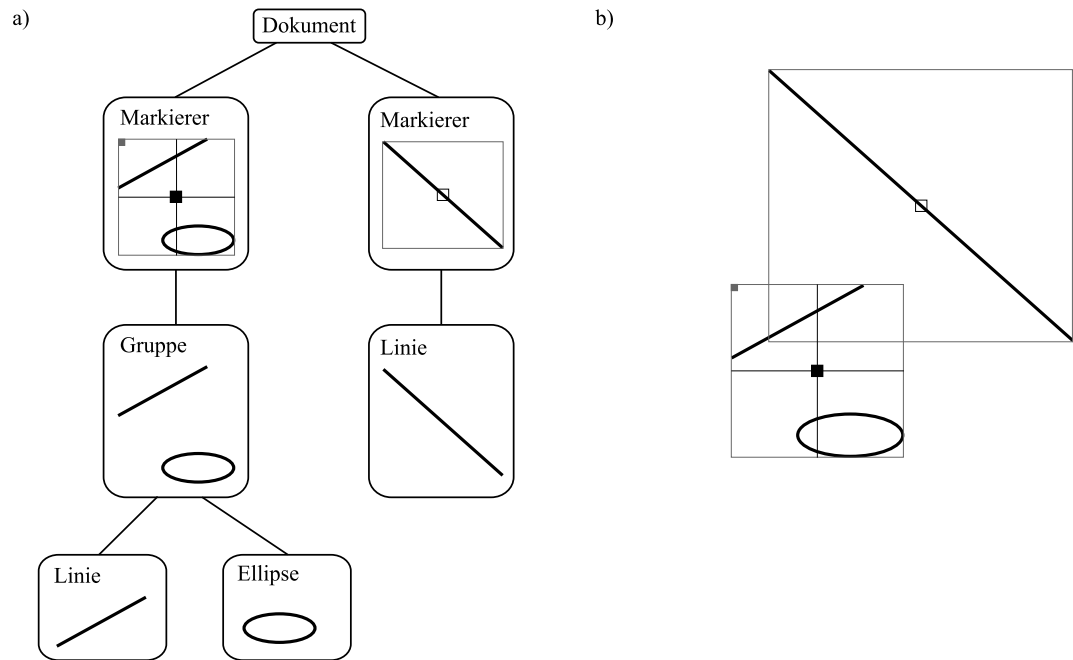 a)
Dokument
b)
Markierer
Markierer
Gruppe
Linie
Linie
Ellipse